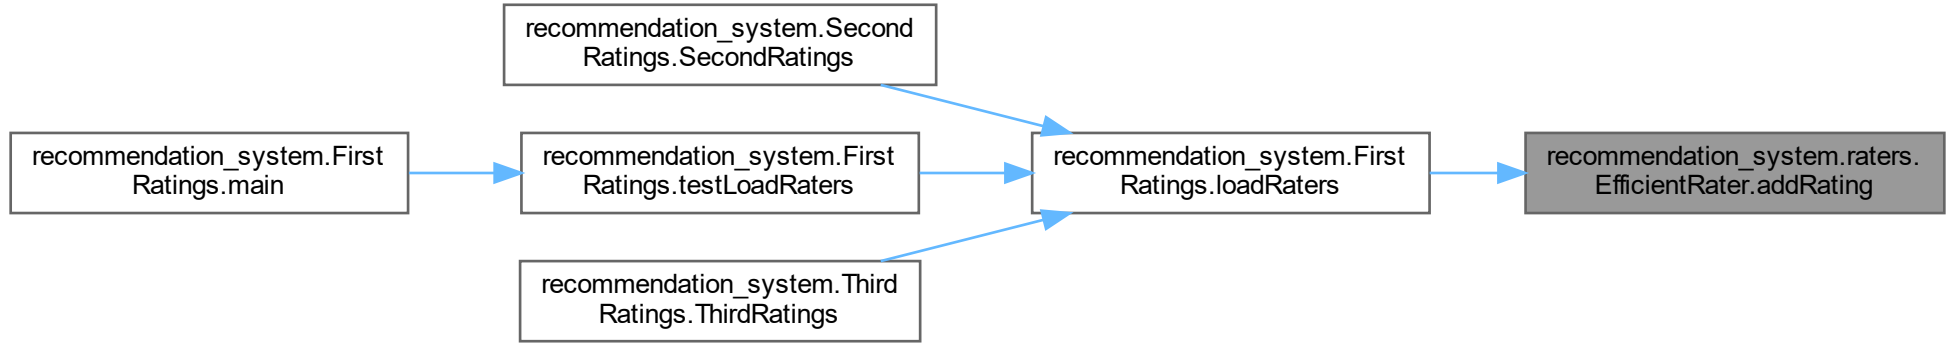 recommendation_system.Second
Ratings.SecondRatings
recommendation_system.First
Ratings.main
recommendation_system.First
Ratings.testLoadRaters
recommendation_system.First
Ratings.loadRaters
recommendation_system.raters.
EfficientRater.addRating
recommendation_system.Third
Ratings.ThirdRatings